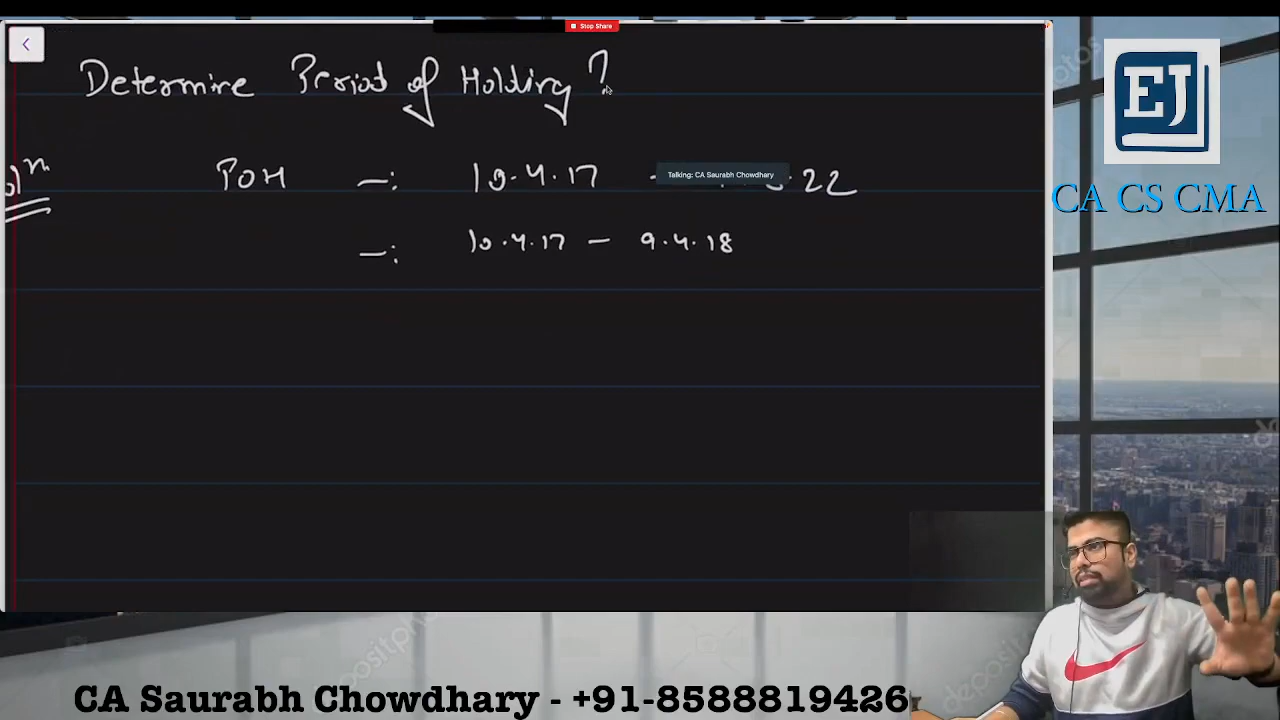 Stop Share
Determine Period of Holding ?
olⁿ
POH —: 10.4.17 - .22
Talking: CA Saurabh Chowdhary
—: 10.4.17 — 9.4.18
EJ
CA CS CMA
CA Saurabh Chowdhary - +91-8588819426